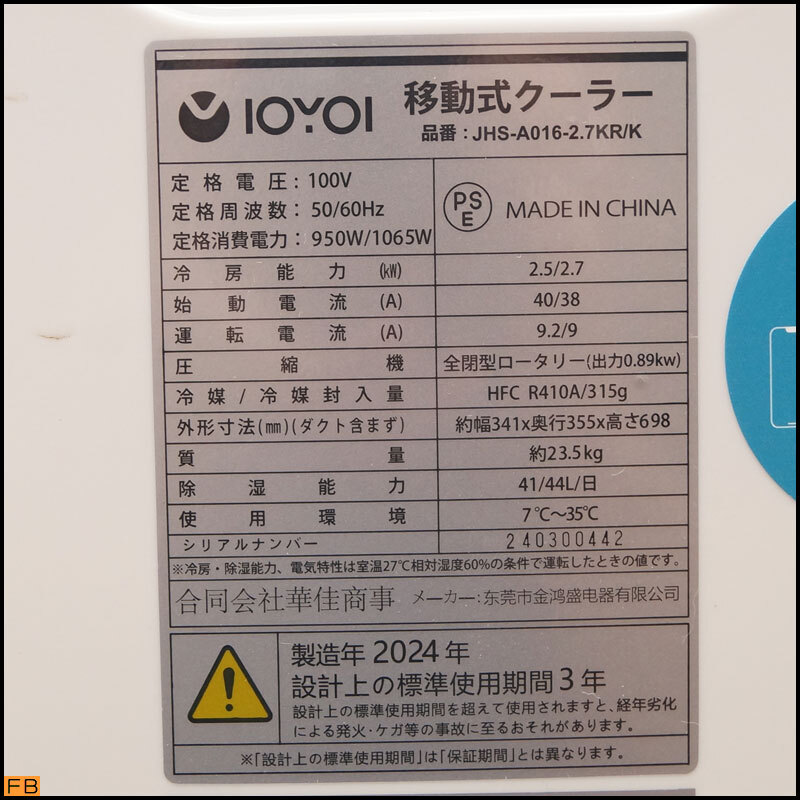 IOYOI 移動式クーラー
品番：JHS-A016-2.7KR/K
定格電圧：100V
定格周波数：50/60Hz
定格消費電力：950W/1065W
PSE MADE IN CHINA
冷房能力(kW) 2.5/2.7
始動電流(A) 40/38
運転電流(A) 9.2/9
圧縮機 全閉型ロータリー(出力0.89kw)
冷媒/冷媒封入量 HFC R410A/315g
外形寸法(mm)(ダクト含まず) 約幅341x奥行355x高さ698
質量 約23.5kg
除湿能力 41/44L/日
使用環境 7℃～35℃
シリアルナンバー 240300442
※冷房・除湿能力、電気特性は室温27℃相対湿度60%の条件で運転したときの値です。
合同会社華佳商事 メーカー：东莞市金鸿盛电器有限公司
製造年 2024 年
設計上の標準使用期間 3 年
設計上の標準使用期間を超えて使用されますと、経年劣化
による発火・ケガ等の事故に至るおそれがあります。
※「設計上の標準使用期間」は「保証期間」とは異なります。
FB